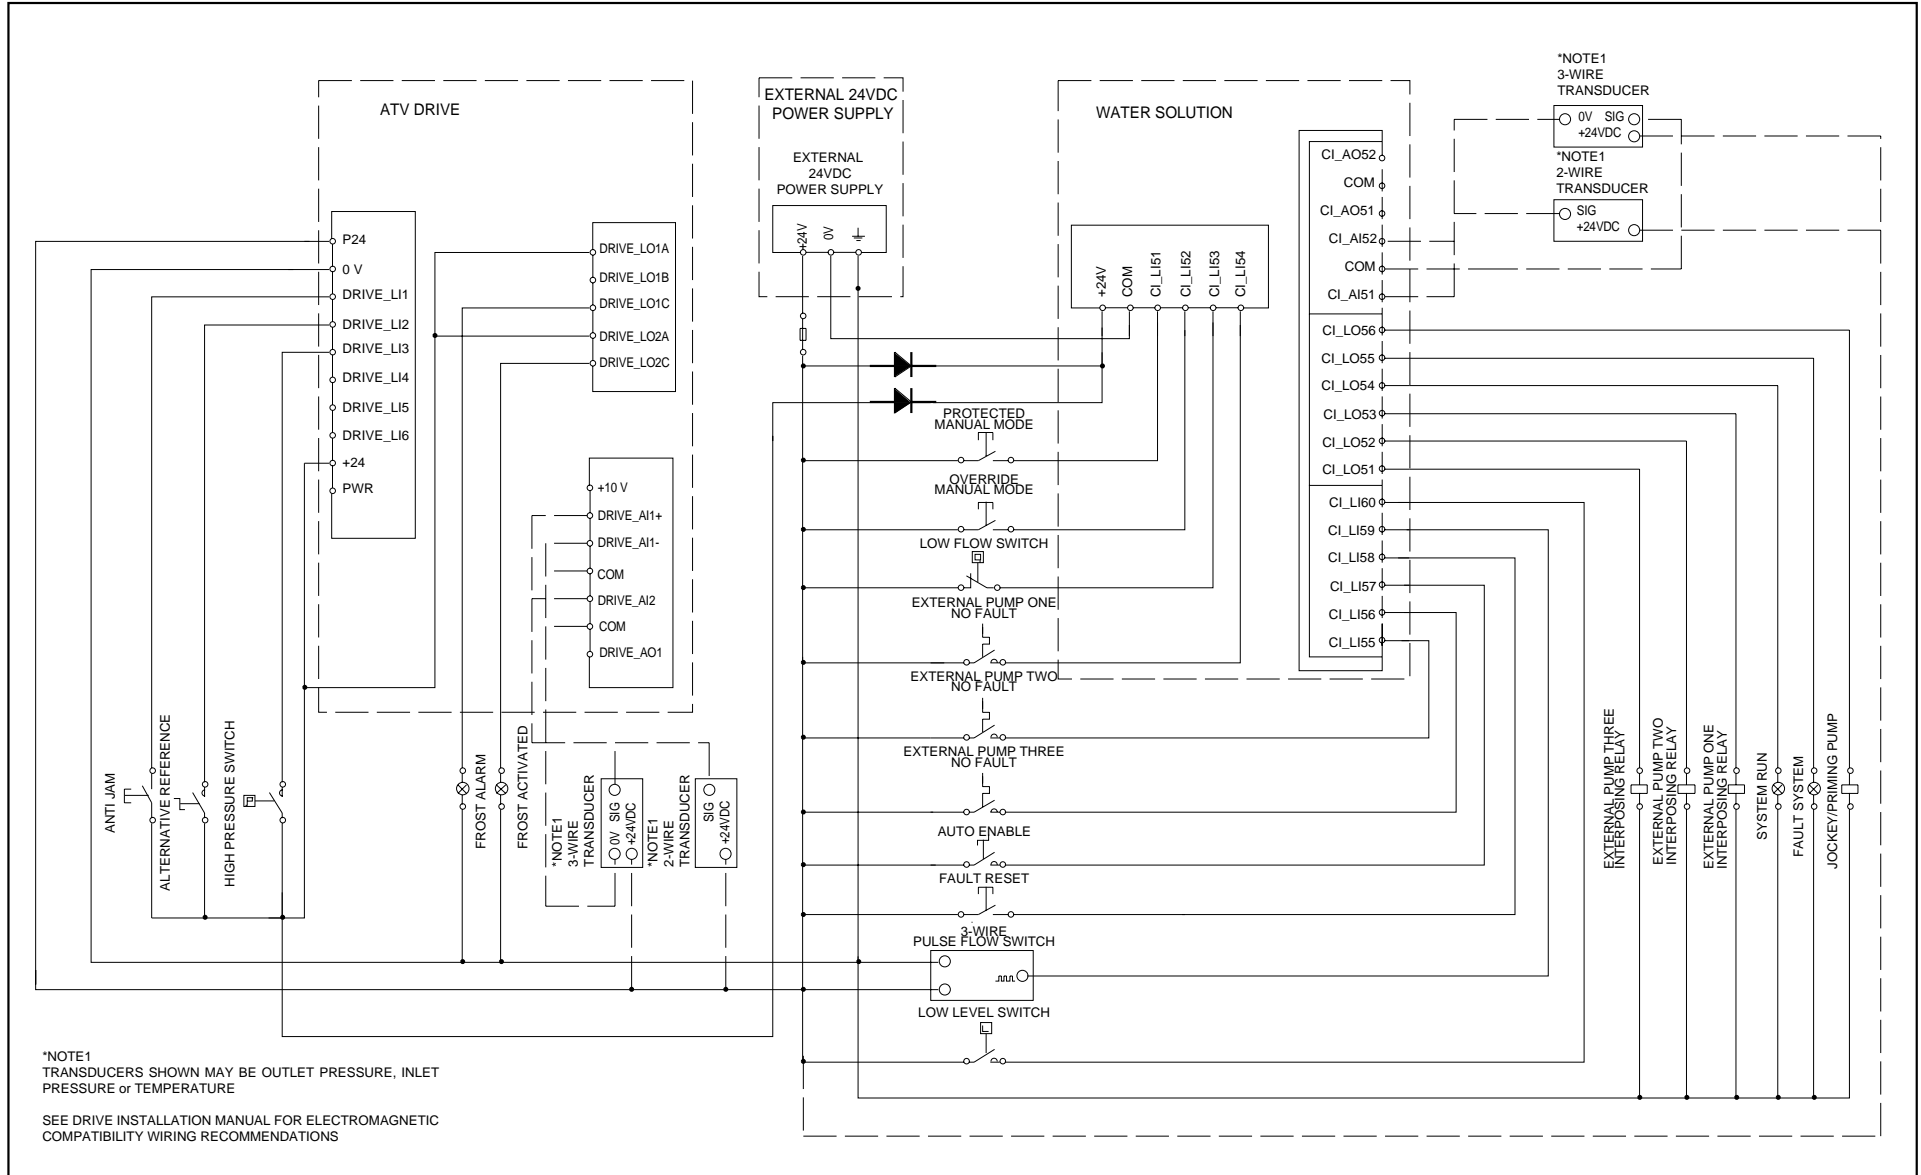 ATV DRIVE
P24
0 V
DRIVE_LI1
DRIVE_LI2
DRIVE_LI3
DRIVE_LI4
DRIVE_LI5
DRIVE_LI6
+24
PWR
DRIVE_LO1A
DRIVE_LO1B
DRIVE_LO1C
DRIVE_LO2A
DRIVE_LO2C
+10 V
DRIVE_AI1+
DRIVE_AI1-
COM
DRIVE_AI2
COM
DRIVE_AO1
EXTERNAL 24VDC
POWER SUPPLY
EXTERNAL
24VDC
POWER SUPPLY
+24V
0V
WATER SOLUTION
+24V
COM
CI_LI51
CI_LI52
CI_LI53
CI_LI54
CI_AO52
COM
CI_AO51
CI_AI52
COM
CI_AI51
CI_LO56
CI_LO55
CI_LO54
CI_LO53
CI_LO52
CI_LO51
CI_LI60
CI_LI59
CI_LI58
CI_LI57
CI_LI56
CI_LI55
*NOTE1
3-WIRE
TRANSDUCER
0V SIG
+24VDC
*NOTE1
2-WIRE
TRANSDUCER
SIG
+24VDC
PROTECTED
MANUAL MODE
OVERRIDE
MANUAL MODE
LOW FLOW SWITCH
EXTERNAL PUMP ONE
NO FAULT
EXTERNAL PUMP TWO
NO FAULT
EXTERNAL PUMP THREE
NO FAULT
AUTO ENABLE
FAULT RESET
3-WIRE
PULSE FLOW SWITCH
LOW LEVEL SWITCH
ANTI JAM
ALTERNATIVE REFERENCE
HIGH PRESSURE SWITCH
FROST ALARM
FROST ACTIVATED
*NOTE1
3-WIRE
TRANSDUCER
0V SIG
+24VDC
*NOTE1
2-WIRE
TRANSDUCER
SIG
+24VDC
EXTERNAL PUMP THREE
INTERPOSING RELAY
EXTERNAL PUMP TWO
INTERPOSING RELAY
EXTERNAL PUMP ONE
INTERPOSING RELAY
SYSTEM RUN
FAULT SYSTEM
JOCKEY/PRIMING PUMP
*NOTE1
TRANSDUCERS SHOWN MAY BE OUTLET PRESSURE, INLET
PRESSURE or TEMPERATURE
SEE DRIVE INSTALLATION MANUAL FOR ELECTROMAGNETIC
COMPATIBILITY WIRING RECOMMENDATIONS